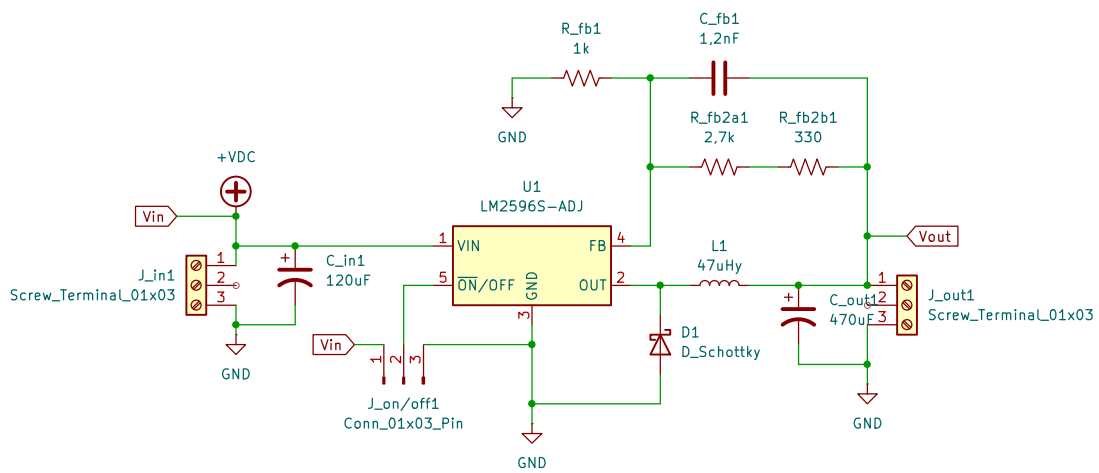 C_fb1
1,2nF
R_fb1
1k
GND
R_fb2a1
2,7k
R_fb2b1
330
+VDC
Vin
U1
LM2596S-ADJ
1
VIN
FB
4
5
ON/OFF
GND
3
OUT
2
J_in1
Screw_Terminal_01x03
1
2
3
C_in1
120uF
GND
Vin
1
2
3
J_on/off1
Conn_01x03_Pin
GND
L1
47uHy
D1
D_Schottky
Vout
C_out1
470uF
1
2
3
J_out1
Screw_Terminal_01x03
GND